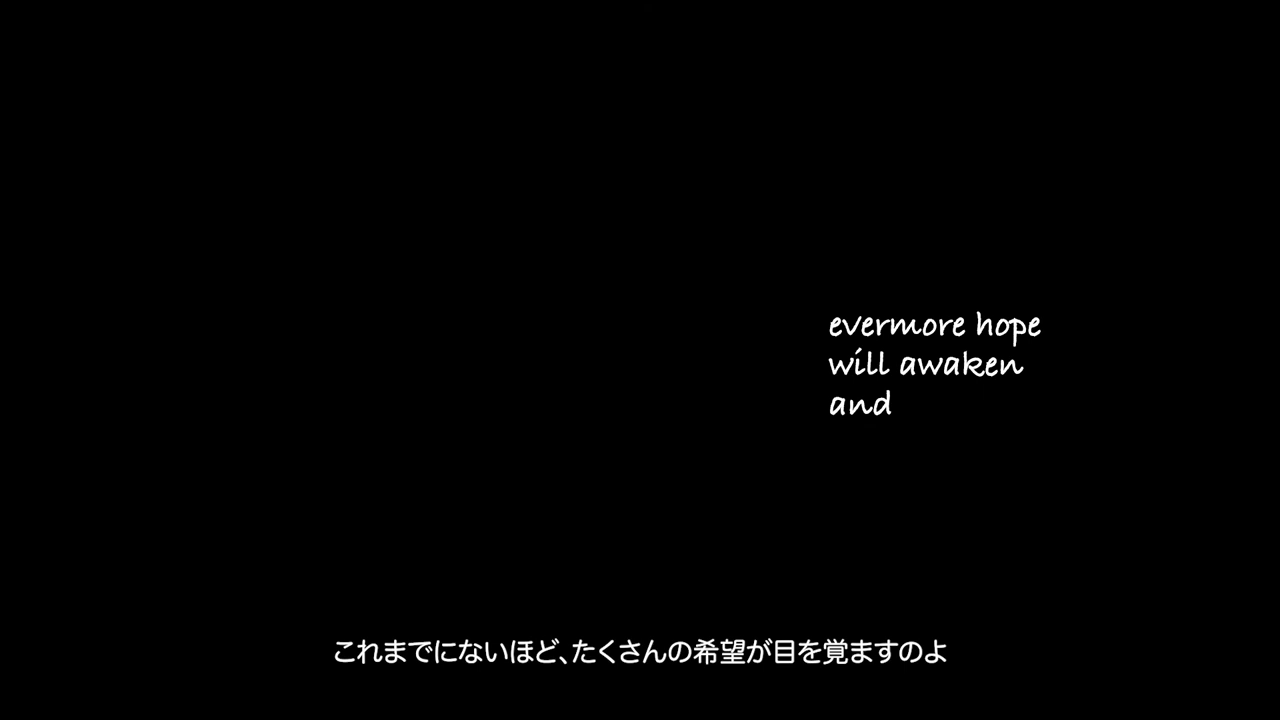 evermore hope
will awaken
and
これまでにないほど、たくさんの希望が目を覚ますのよ